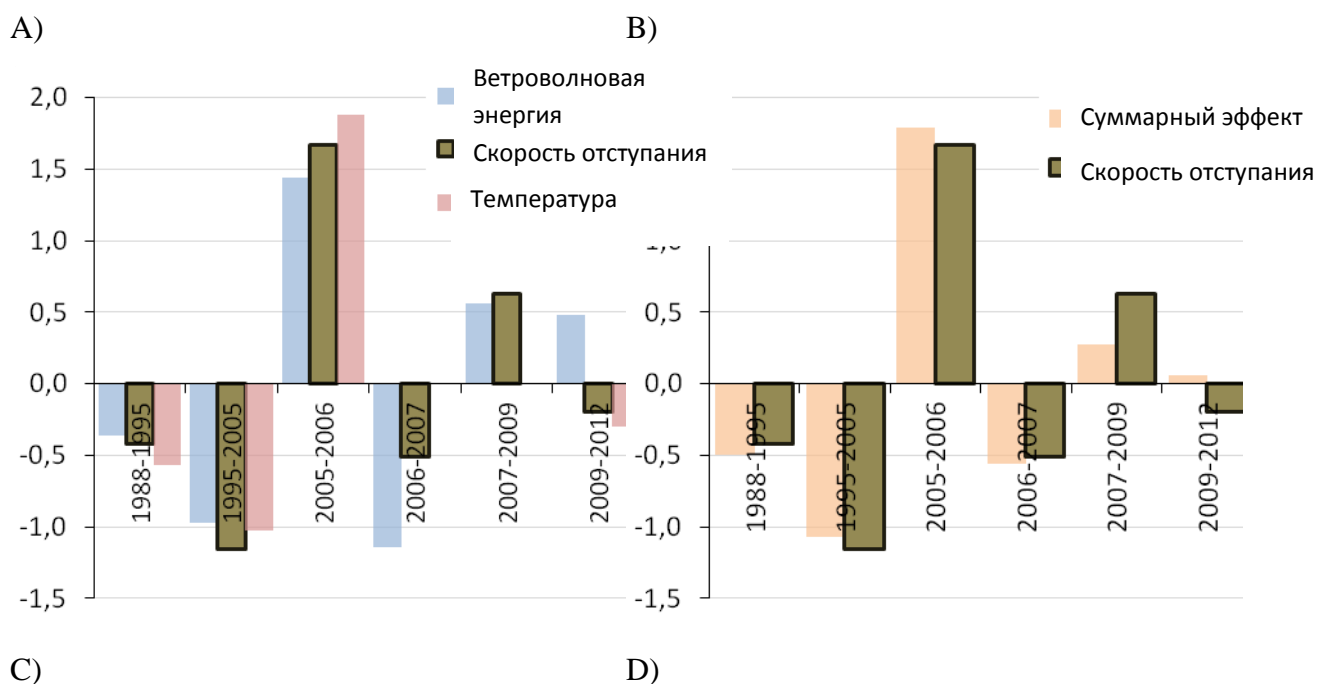 A)
B)
Ветроволновая
энергия
Скорость отступания
Температура
2,0
1,5
1,0
0,5
0,0
-0,5
-1,0
-1,5
1988-1995
1995-2005
2005-2006
2006-2007
2007-2009
2009-2012
Суммарный эффект
Скорость отступания
1,0
0,5
0,0
-0,5
-1,0
-1,5
1988-1995
1995-2005
2005-2006
2006-2007
2007-2009
2009-2012
C)
D)